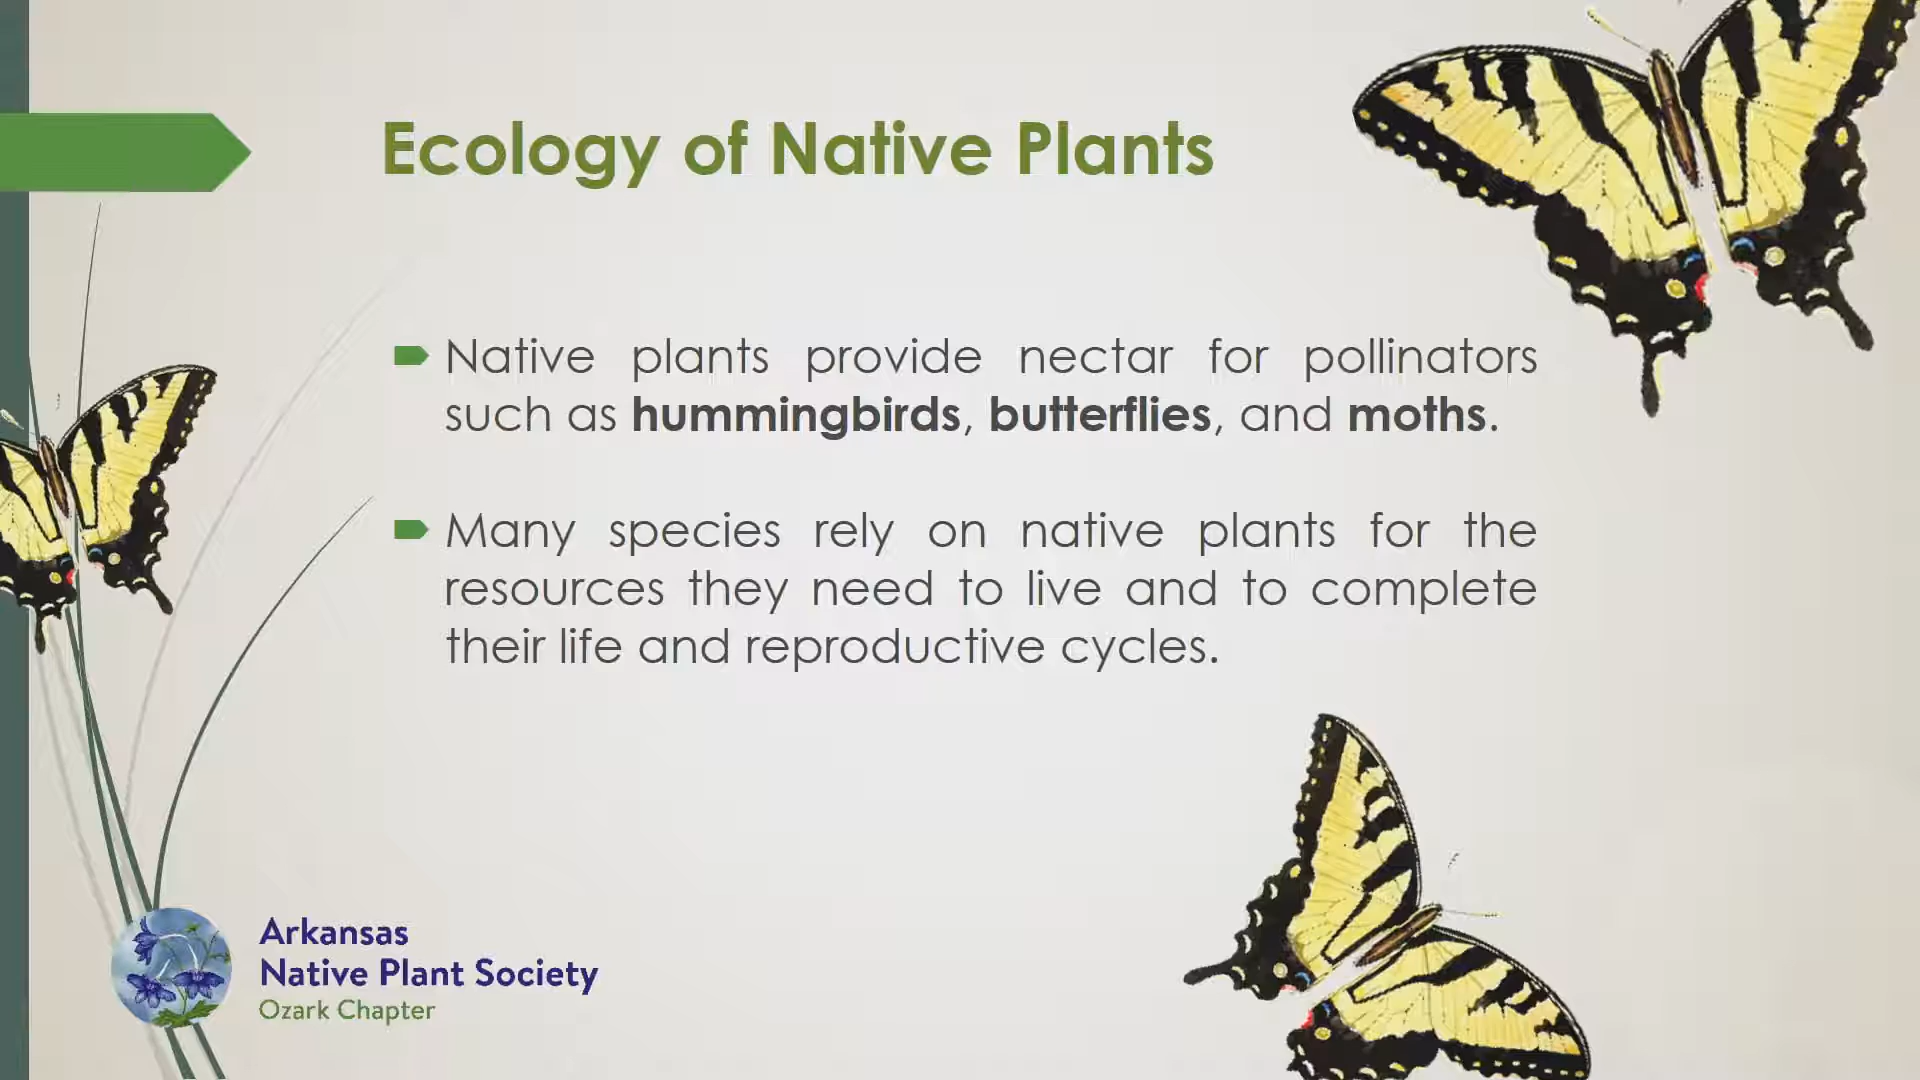 Ecology of Native Plants
Native plants provide nectar for pollinators
such as hummingbirds, butterflies, and moths.
Many species rely on native plants for the
resources they need to live and to complete
their life and reproductive cycles.
Arkansas
Native Plant Society
Ozark Chapter